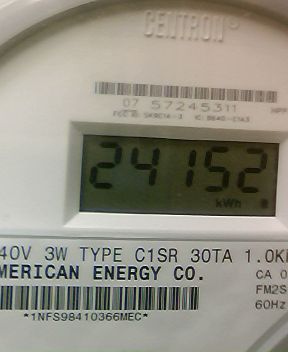 CENTRON®
07 57245311
24152
kWh
40V 3W TYPE C1SR 30TA 1.0K
MERICAN ENERGY CO.
CA 0
FM2S
60Hz
*1NFS98410366MEC*